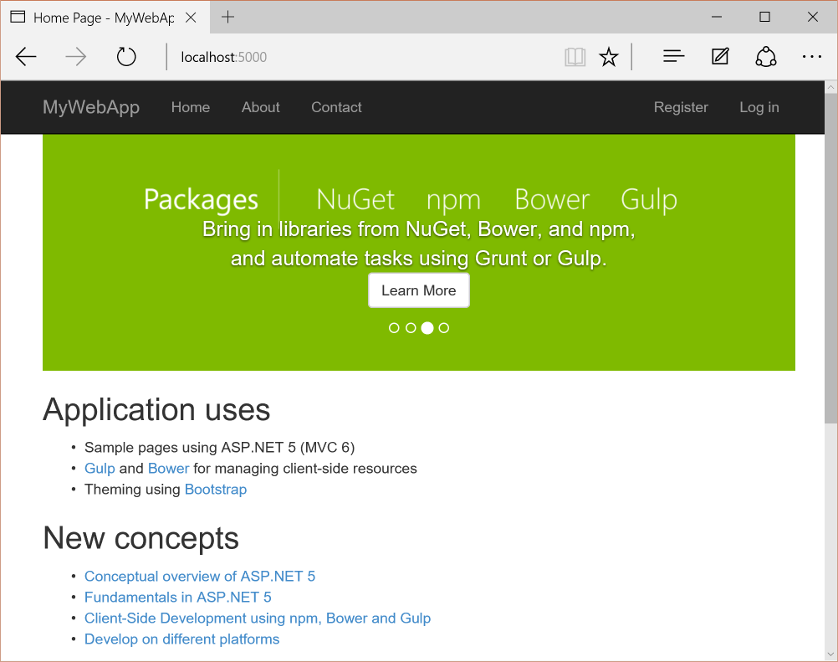 Home Page - MyWebAp
localhost:5000
MyWebApp Home About Contact Register Log in
Packages NuGet npm Bower Gulp
Bring in libraries from NuGet, Bower, and npm,
and automate tasks using Grunt or Gulp.
Learn More
Application uses
• Sample pages using ASP.NET 5 (MVC 6)
• Gulp and Bower for managing client-side resources
• Theming using Bootstrap
New concepts
• Conceptual overview of ASP.NET 5
• Fundamentals in ASP.NET 5
• Client-Side Development using npm, Bower and Gulp
• Develop on different platforms